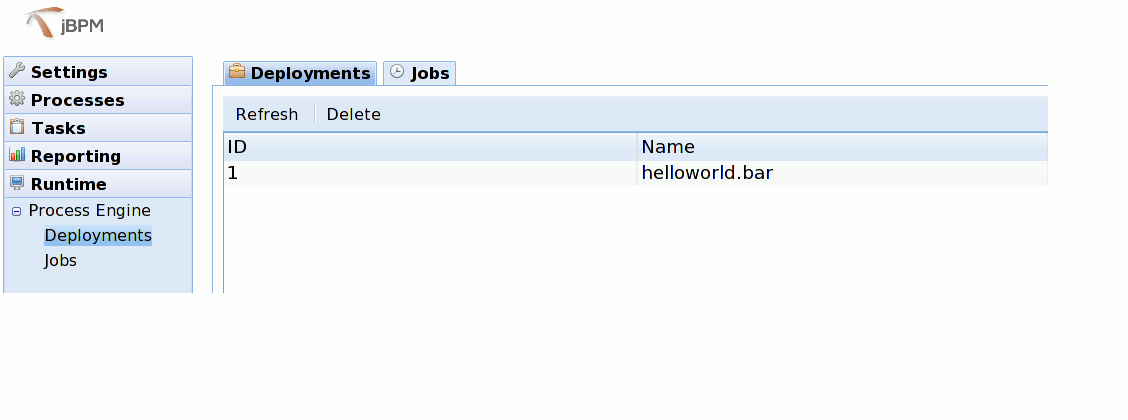 jBPM
Settings
Processes
Tasks
Reporting
Runtime
Process Engine
Deployments
Jobs
Deployments Jobs
Refresh Delete
ID Name
1 helloworld.bar